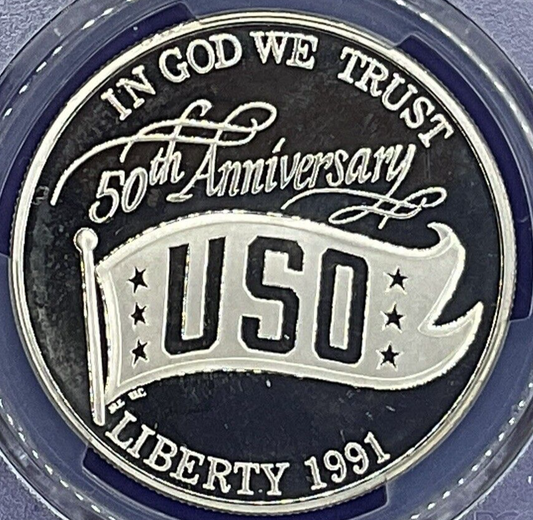 IN GOD WE TRUST
50th Anniversary
USO
LIBERTY 1991